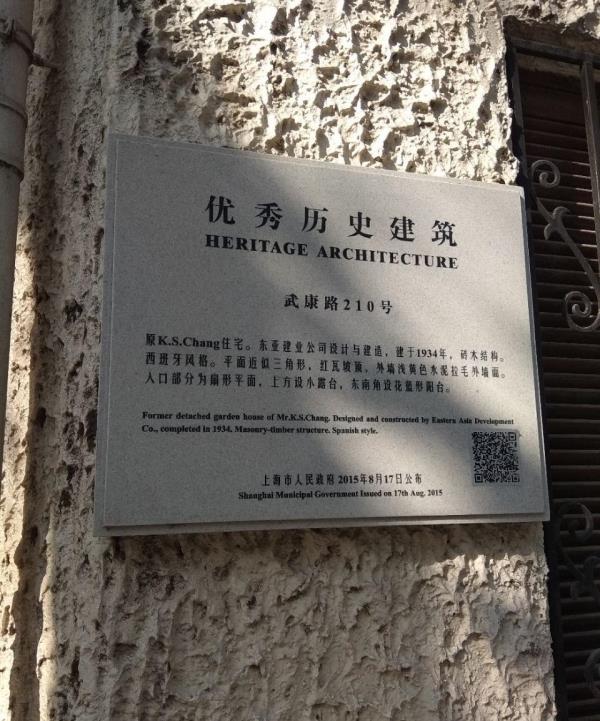 优秀历史建筑
HERITAGE ARCHITECTURE
武康路210号
原K.S.Chang住宅。东亚建业公司设计与建造，建于1934年，砖木结构。
西班牙风格。平面近似三角形，红瓦坡顶，外墙浅黄色水泥拉毛外墙面。
入口部分为扇形平面，上方设小露台，东南角设花篮形阳台。
Former detached garden house of Mr.K.S.Chang. Designed and constructed by Eastern Asia Development
Co., completed in 1934. Masonry-timber structure. Spanish style.
上海市人民政府 2015年8月17日公布
Shanghai Municipal Government Issued on 17th Aug. 2015